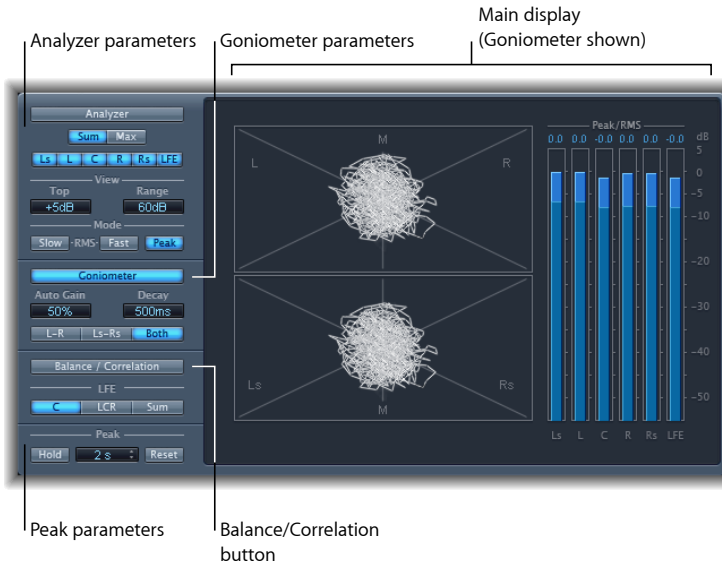 Main display
(Goniometer shown)
Analyzer parameters
Goniometer parameters
Analyzer
Sum Max
Ls L C R Rs LFE
View
Top Range
+5dB 60dB
Mode
Slow -RMS- Fast Peak
Goniometer
Auto Gain Decay
50% 500ms
L-R Ls-Rs Both
Balance / Correlation
LFE
C LCR Sum
Peak
Hold 2 s Reset
M
L R
Ls Rs
M
Peak/RMS
0.0 0.0 -0.0 0.0 0.0 -0.0 dB
5
0
-5
-10
-20
-30
-40
-50
Ls L C R Rs LFE
Peak parameters
Balance/Correlation
button